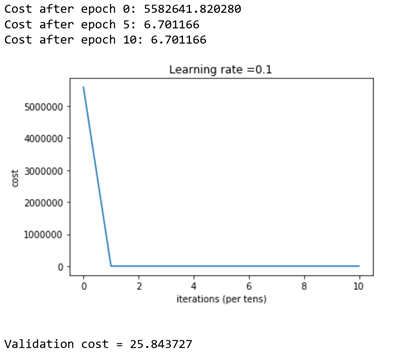 Cost after epoch 0: 5582641.820280
Cost after epoch 5: 6.701166
Cost after epoch 10: 6.701166
Learning rate =0.1
5000000
4000000
3000000
2000000
1000000
0
cost
0 2 4 6 8 10
iterations (per tens)
Validation cost = 25.843727